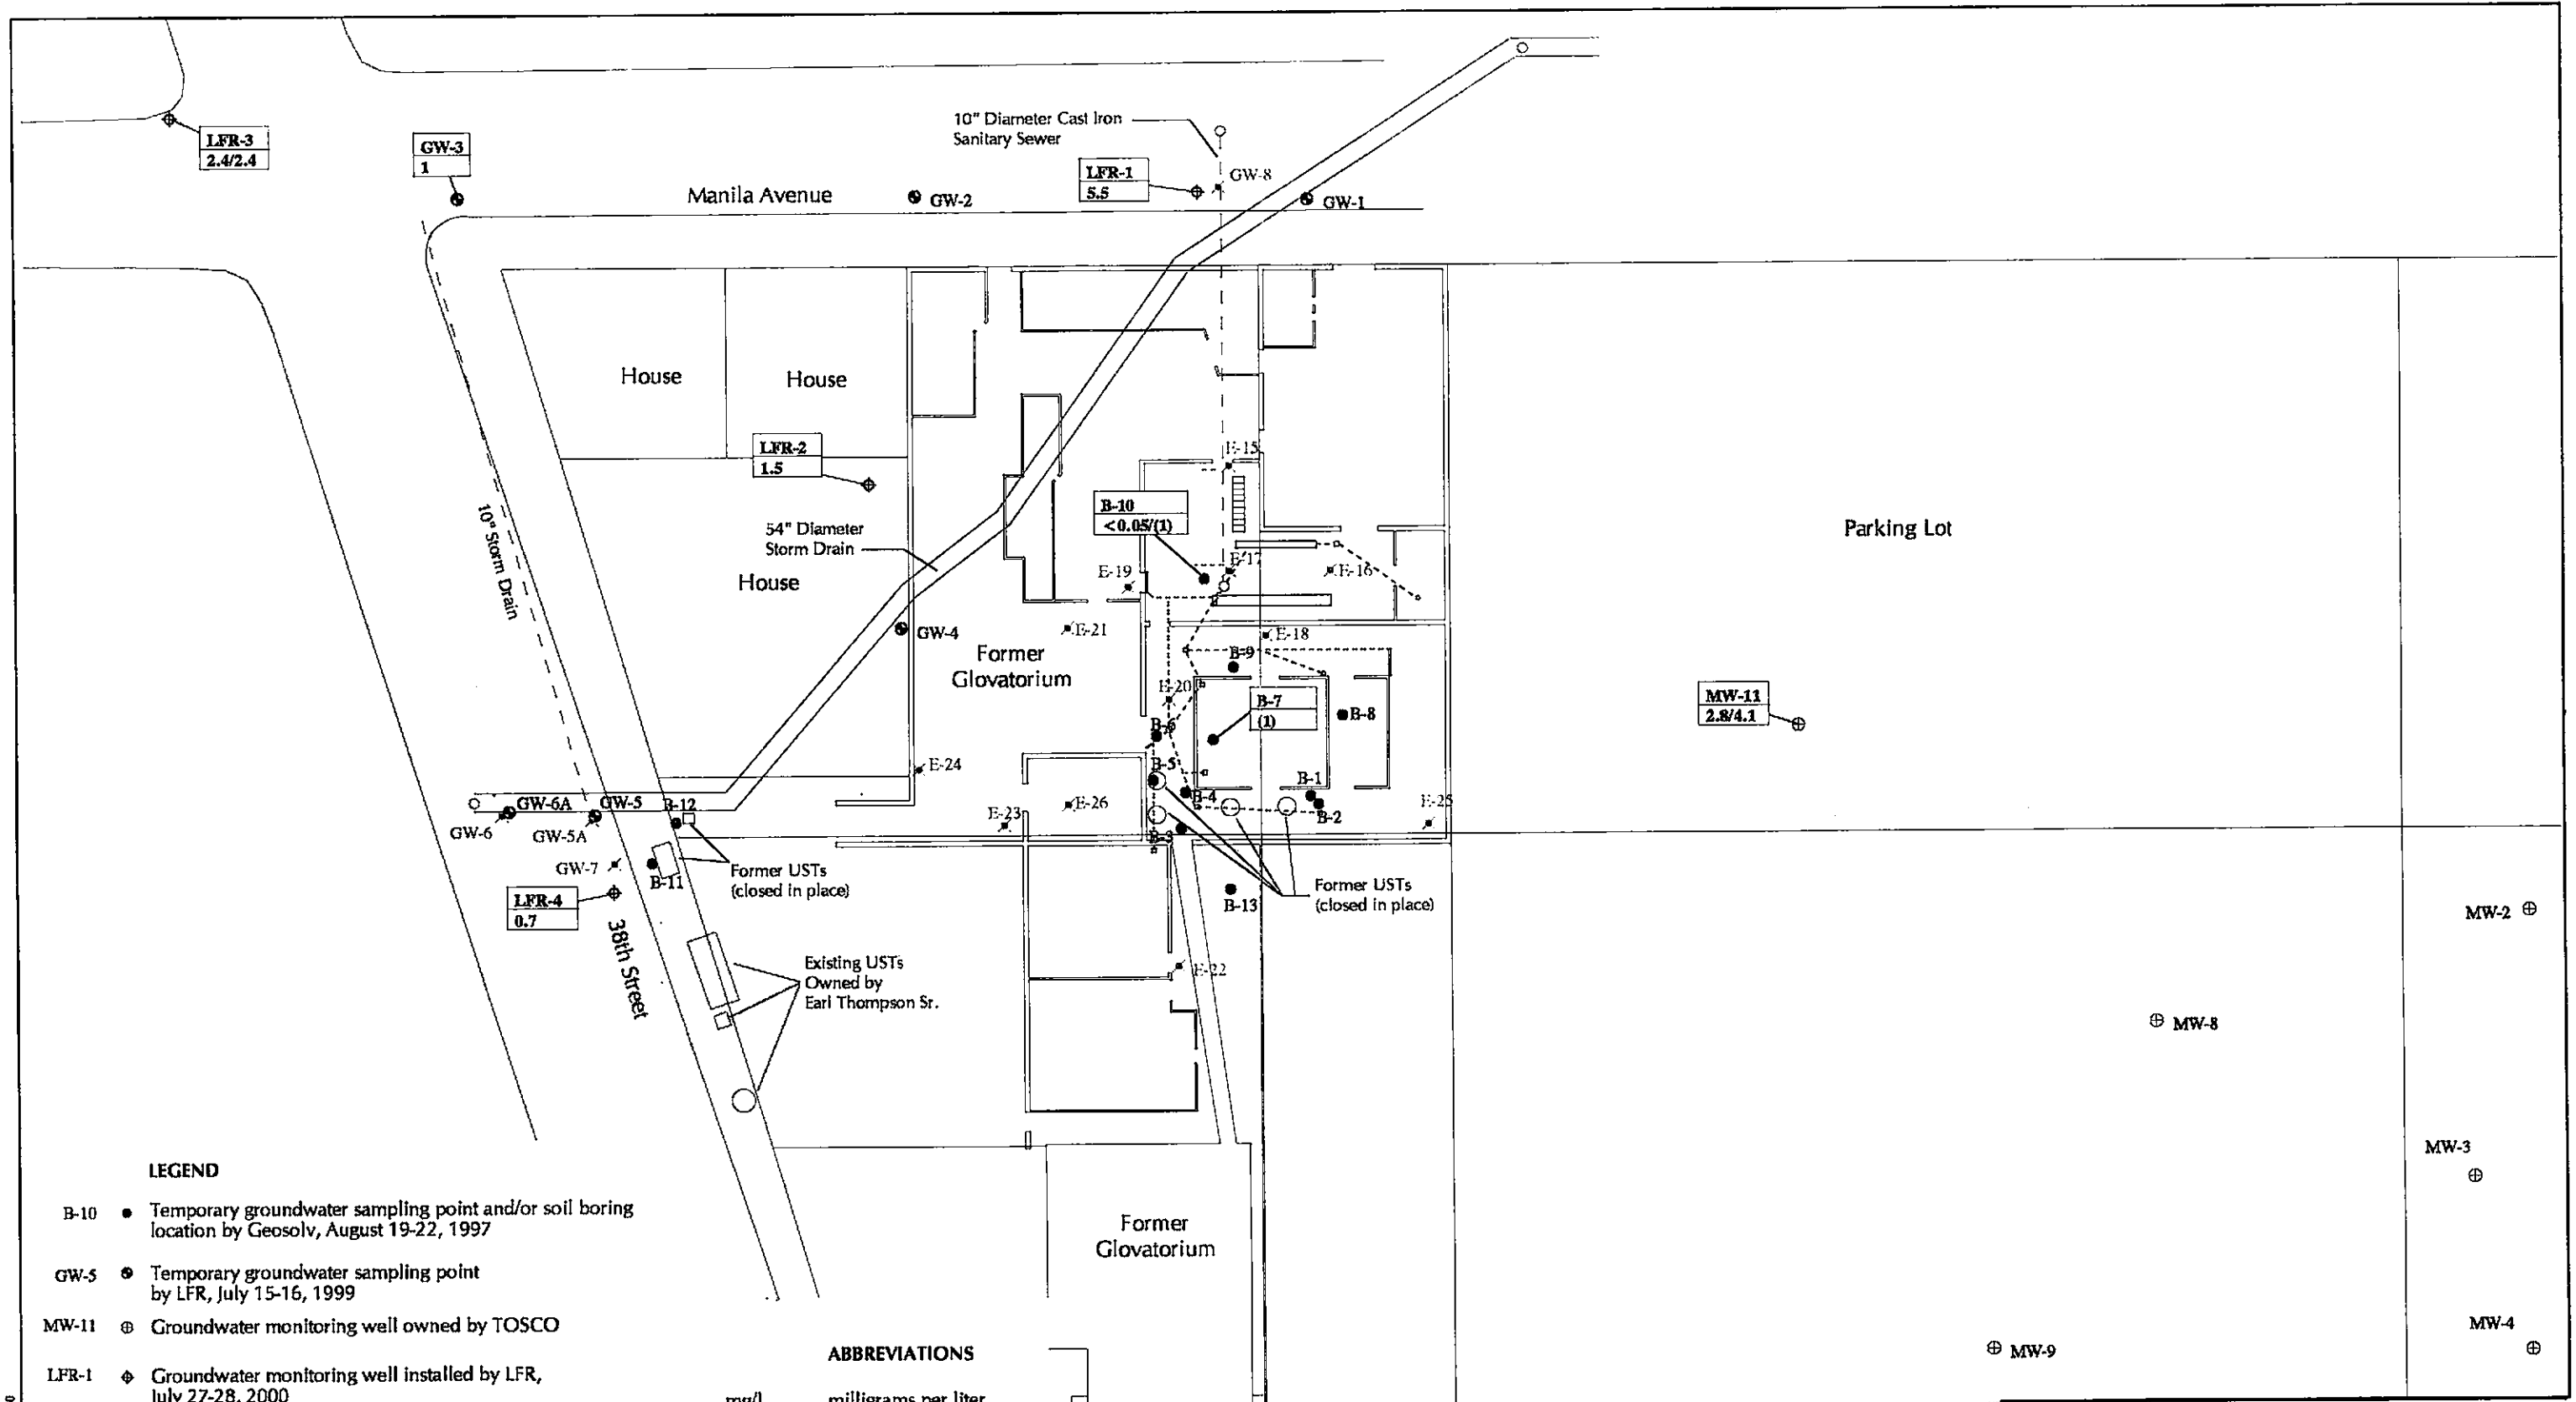 10" Diameter Cast Iron
Sanitary Sewer
LFR-3
2.4/2.4
GW-3
1
LFR-1
5.5
GW-8
Manila Avenue
GW-2
GW-1
House
House
LFR-2
1.5
E-15
B-10
<0.05/(1)
10" Storm Drain
54" Diameter
Storm Drain
Parking Lot
House
E-19
E-17
E-16
GW-4
E-21
E-18
Former
Glovatorium
B-9
E-20
B-7
(1)
B-8
MW-11
2.8/4.1
B-6
E-24
B-5
B-1
GW-6A
GW-5
B-12
E-26
B-4
E-25
GW-6
GW-5A
E-23
B-3
B-2
GW-7
B-11
Former USTs
(closed in place)
Former USTs
(closed in place)
LFR-4
0.7
B-13
MW-2
38th Street
Existing USTs
Owned by
Earl Thompson Sr.
E-22
MW-8
MW-3
LEGEND
B-10 Temporary groundwater sampling point and/or soil boring
location by Geosolv, August 19-22, 1997
Former
Glovatorium
GW-5 Temporary groundwater sampling point
by LFR, July 15-16, 1999
MW-11 Groundwater monitoring well owned by TOSCO
MW-4
MW-9
ABBREVIATIONS
LFR-1 Groundwater monitoring well installed by LFR,
July 27-28, 2000
mg/l milligrams per liter